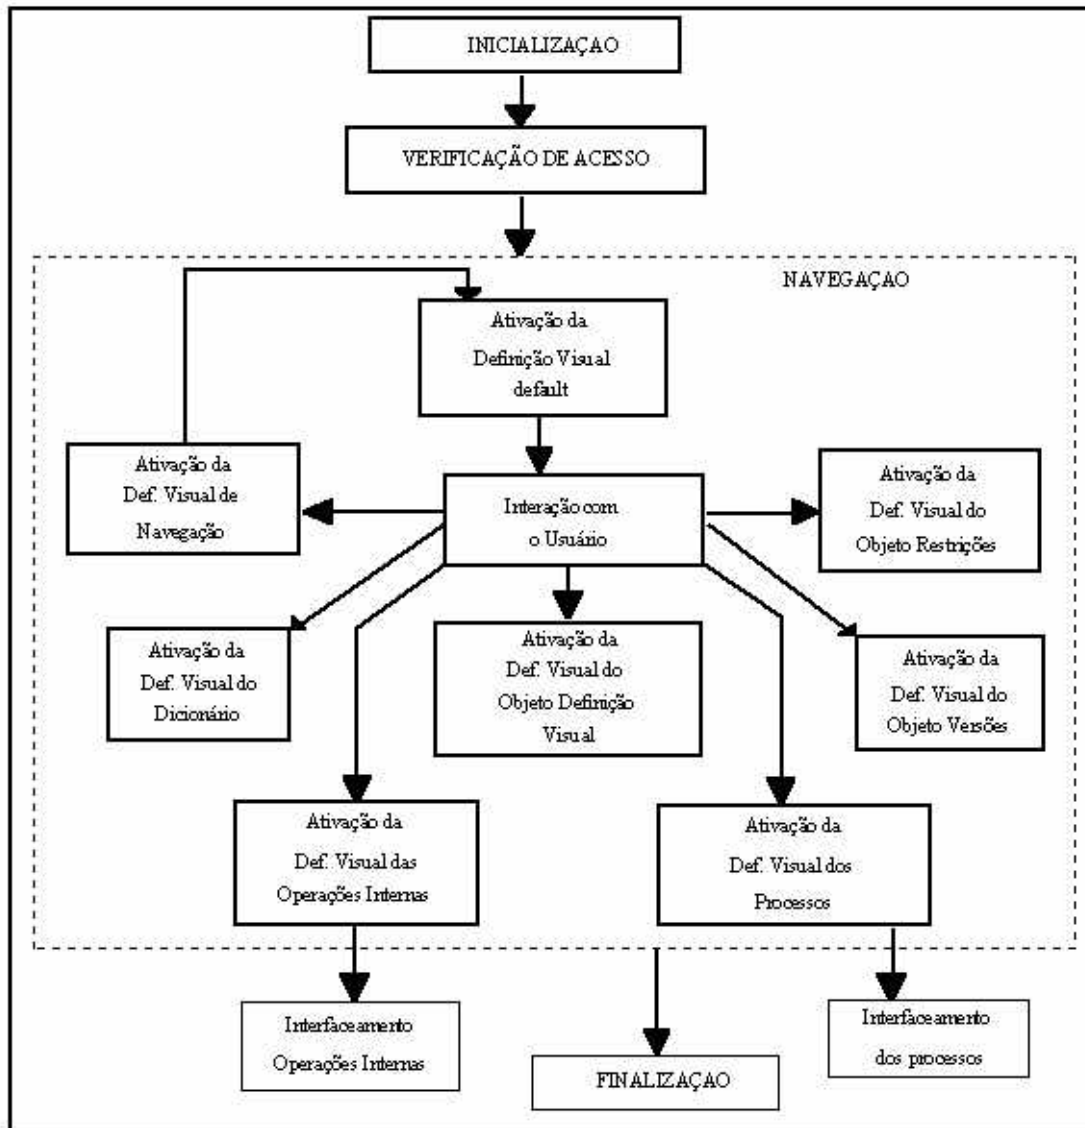 INICIALIZAÇAO
VERIFICAÇÃO DE ACESSO
NAVEGAÇAO
Ativação da
Definição Visual
default
Ativação da
Def. Visual de
Navegação
Interação com
o Usuário
Ativação da
Def. Visual do
Objeto Restrições
Ativação da
Def. Visual do
Dicionário
Ativação da
Def. Visual do
Objeto Definição
Visual
Ativação da
Def. Visual do
Objeto Versões
Ativação da
Def. Visual das
Operações Internas
Ativação da
Def. Visual dos
Processos
Interfaceamento
Operações Internas
FINALIZAÇAO
Interfaceamento
dos processos